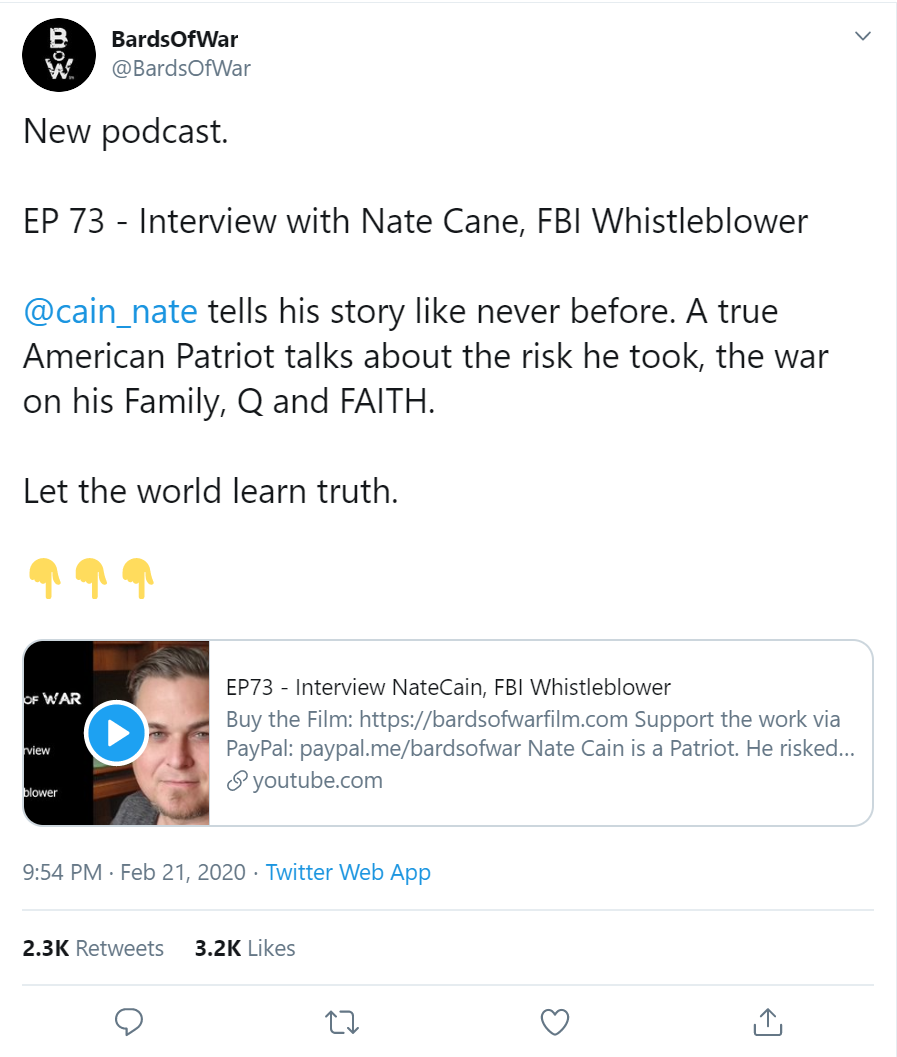 B
O
W
BardsOfWar
@BardsOfWar
New podcast.
EP 73 - Interview with Nate Cane, FBI Whistleblower
@cain_nate tells his story like never before. A true
American Patriot talks about the risk he took, the war
on his Family, Q and FAITH.
Let the world learn truth.
👇👇👇
OF WAR
rview
blower
EP73 - Interview NateCain, FBI Whistleblower
Buy the Film: https://bardsofwarfilm.com Support the work via
PayPal: paypal.me/bardsofwar Nate Cain is a Patriot. He risked...
youtube.com
9:54 PM · Feb 21, 2020 · Twitter Web App
2.3K Retweets 3.2K Likes